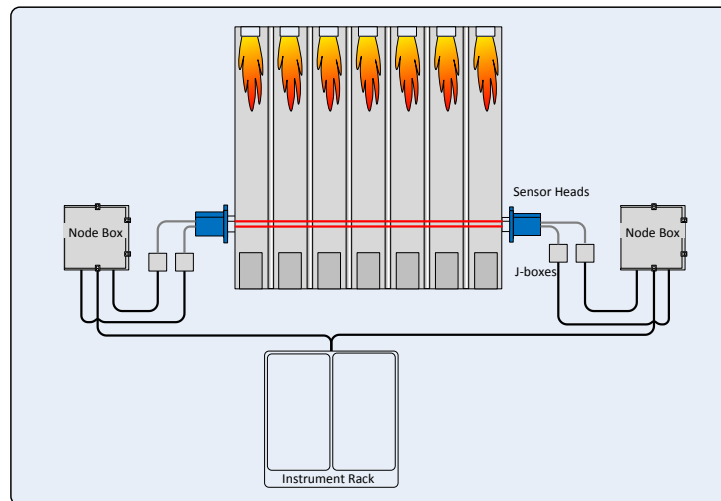 Sensor Heads
Node Box
Node Box
J-boxes
Instrument Rack